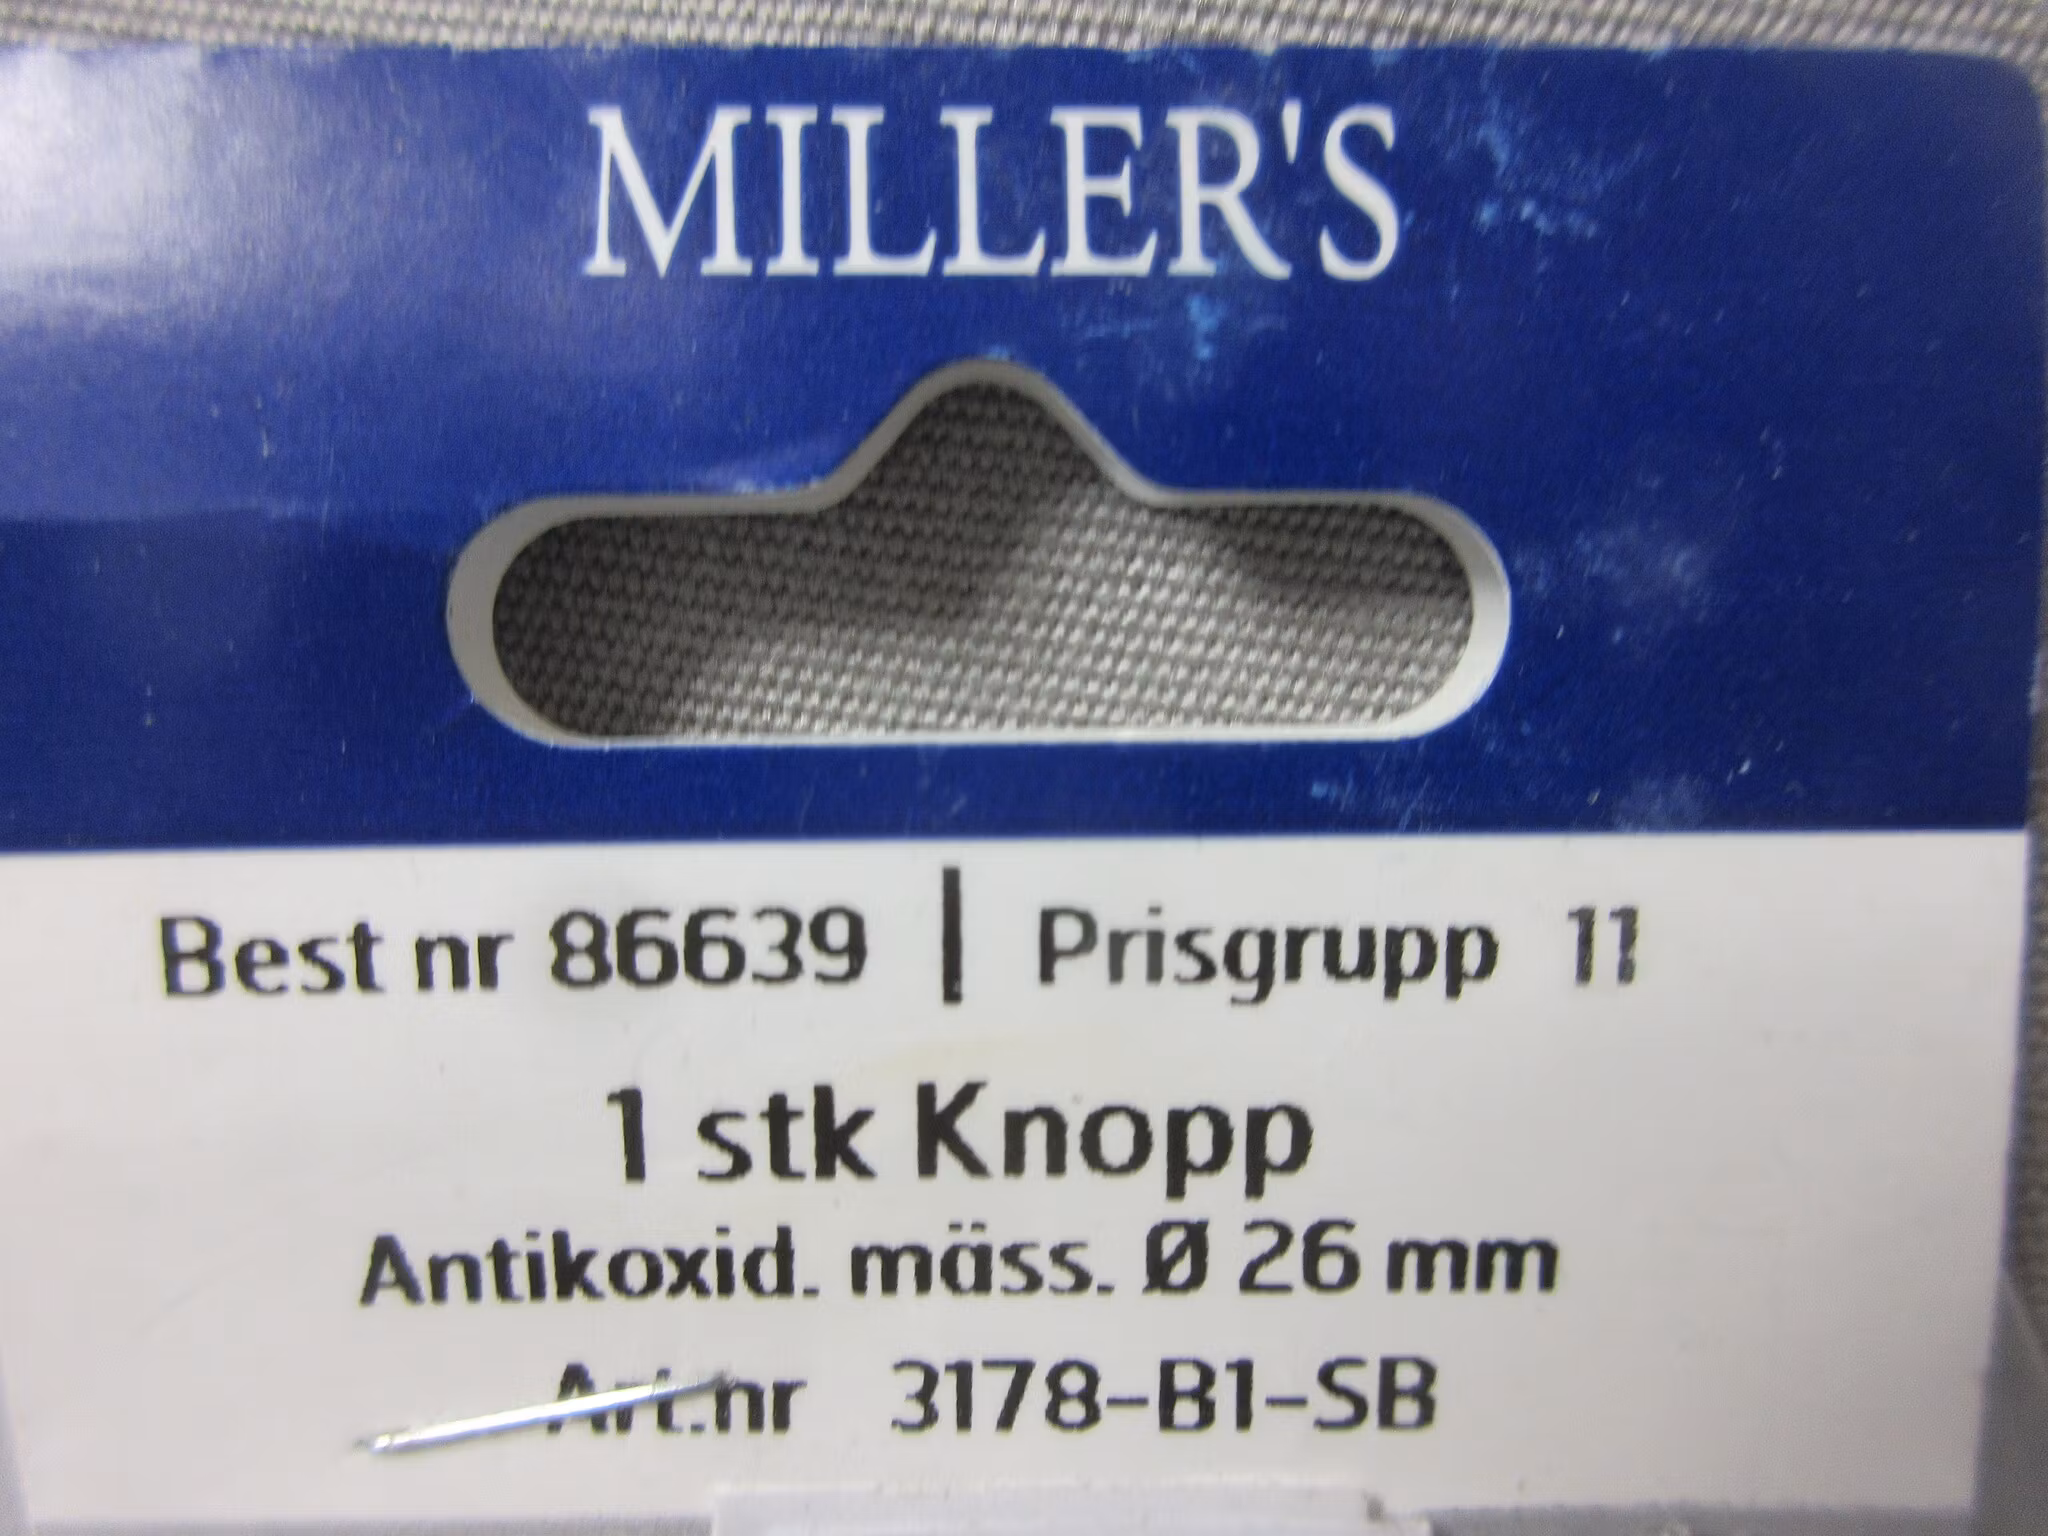 MILLER'S
Best nr 86639 | Prisgrupp 11
1 stk Knopp
Antikoxid. mäss. Ø 26 mm
Art.nr 3178-B1-SB